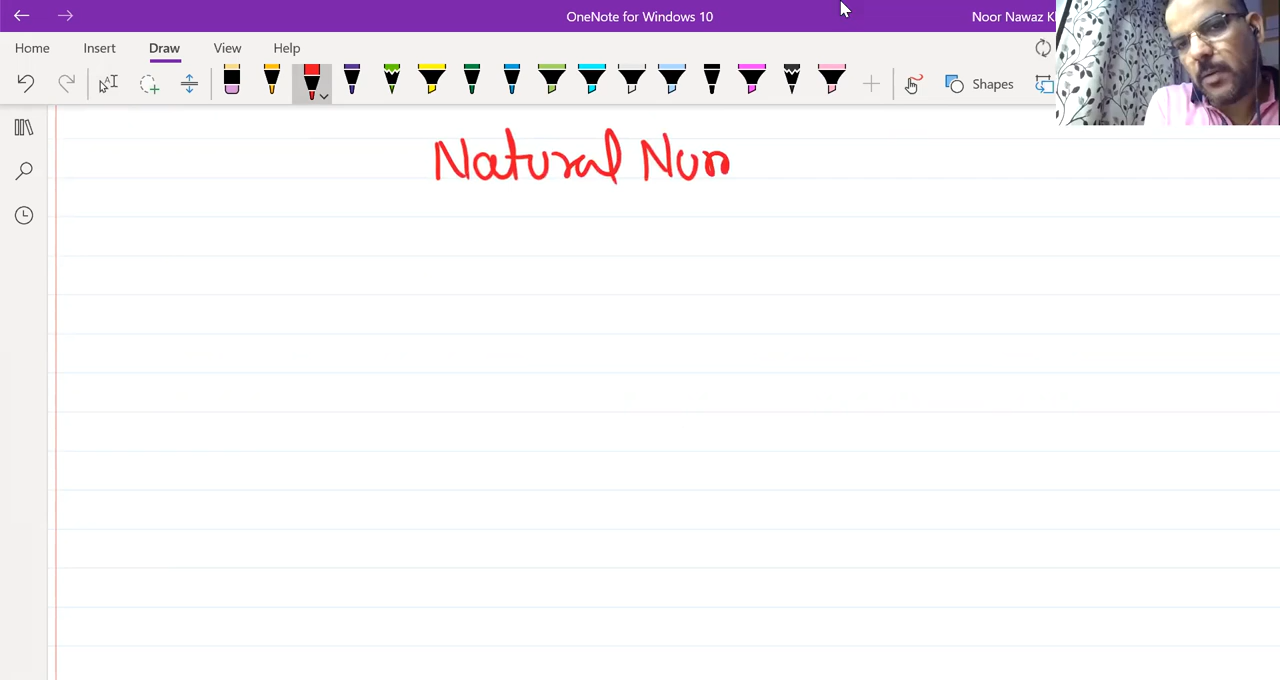 OneNote for Windows 10
Noor Nawaz K
Home Insert Draw View Help
Shapes
Natural Num